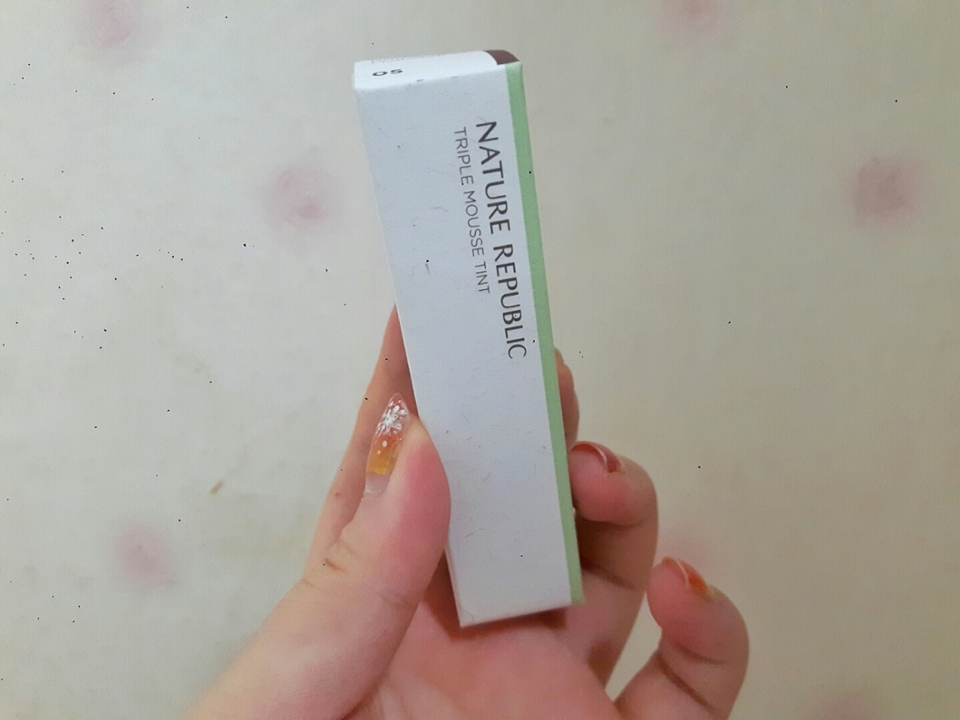 05
NATURE REPUBLIC
TRIPLE MOUSSE TINT